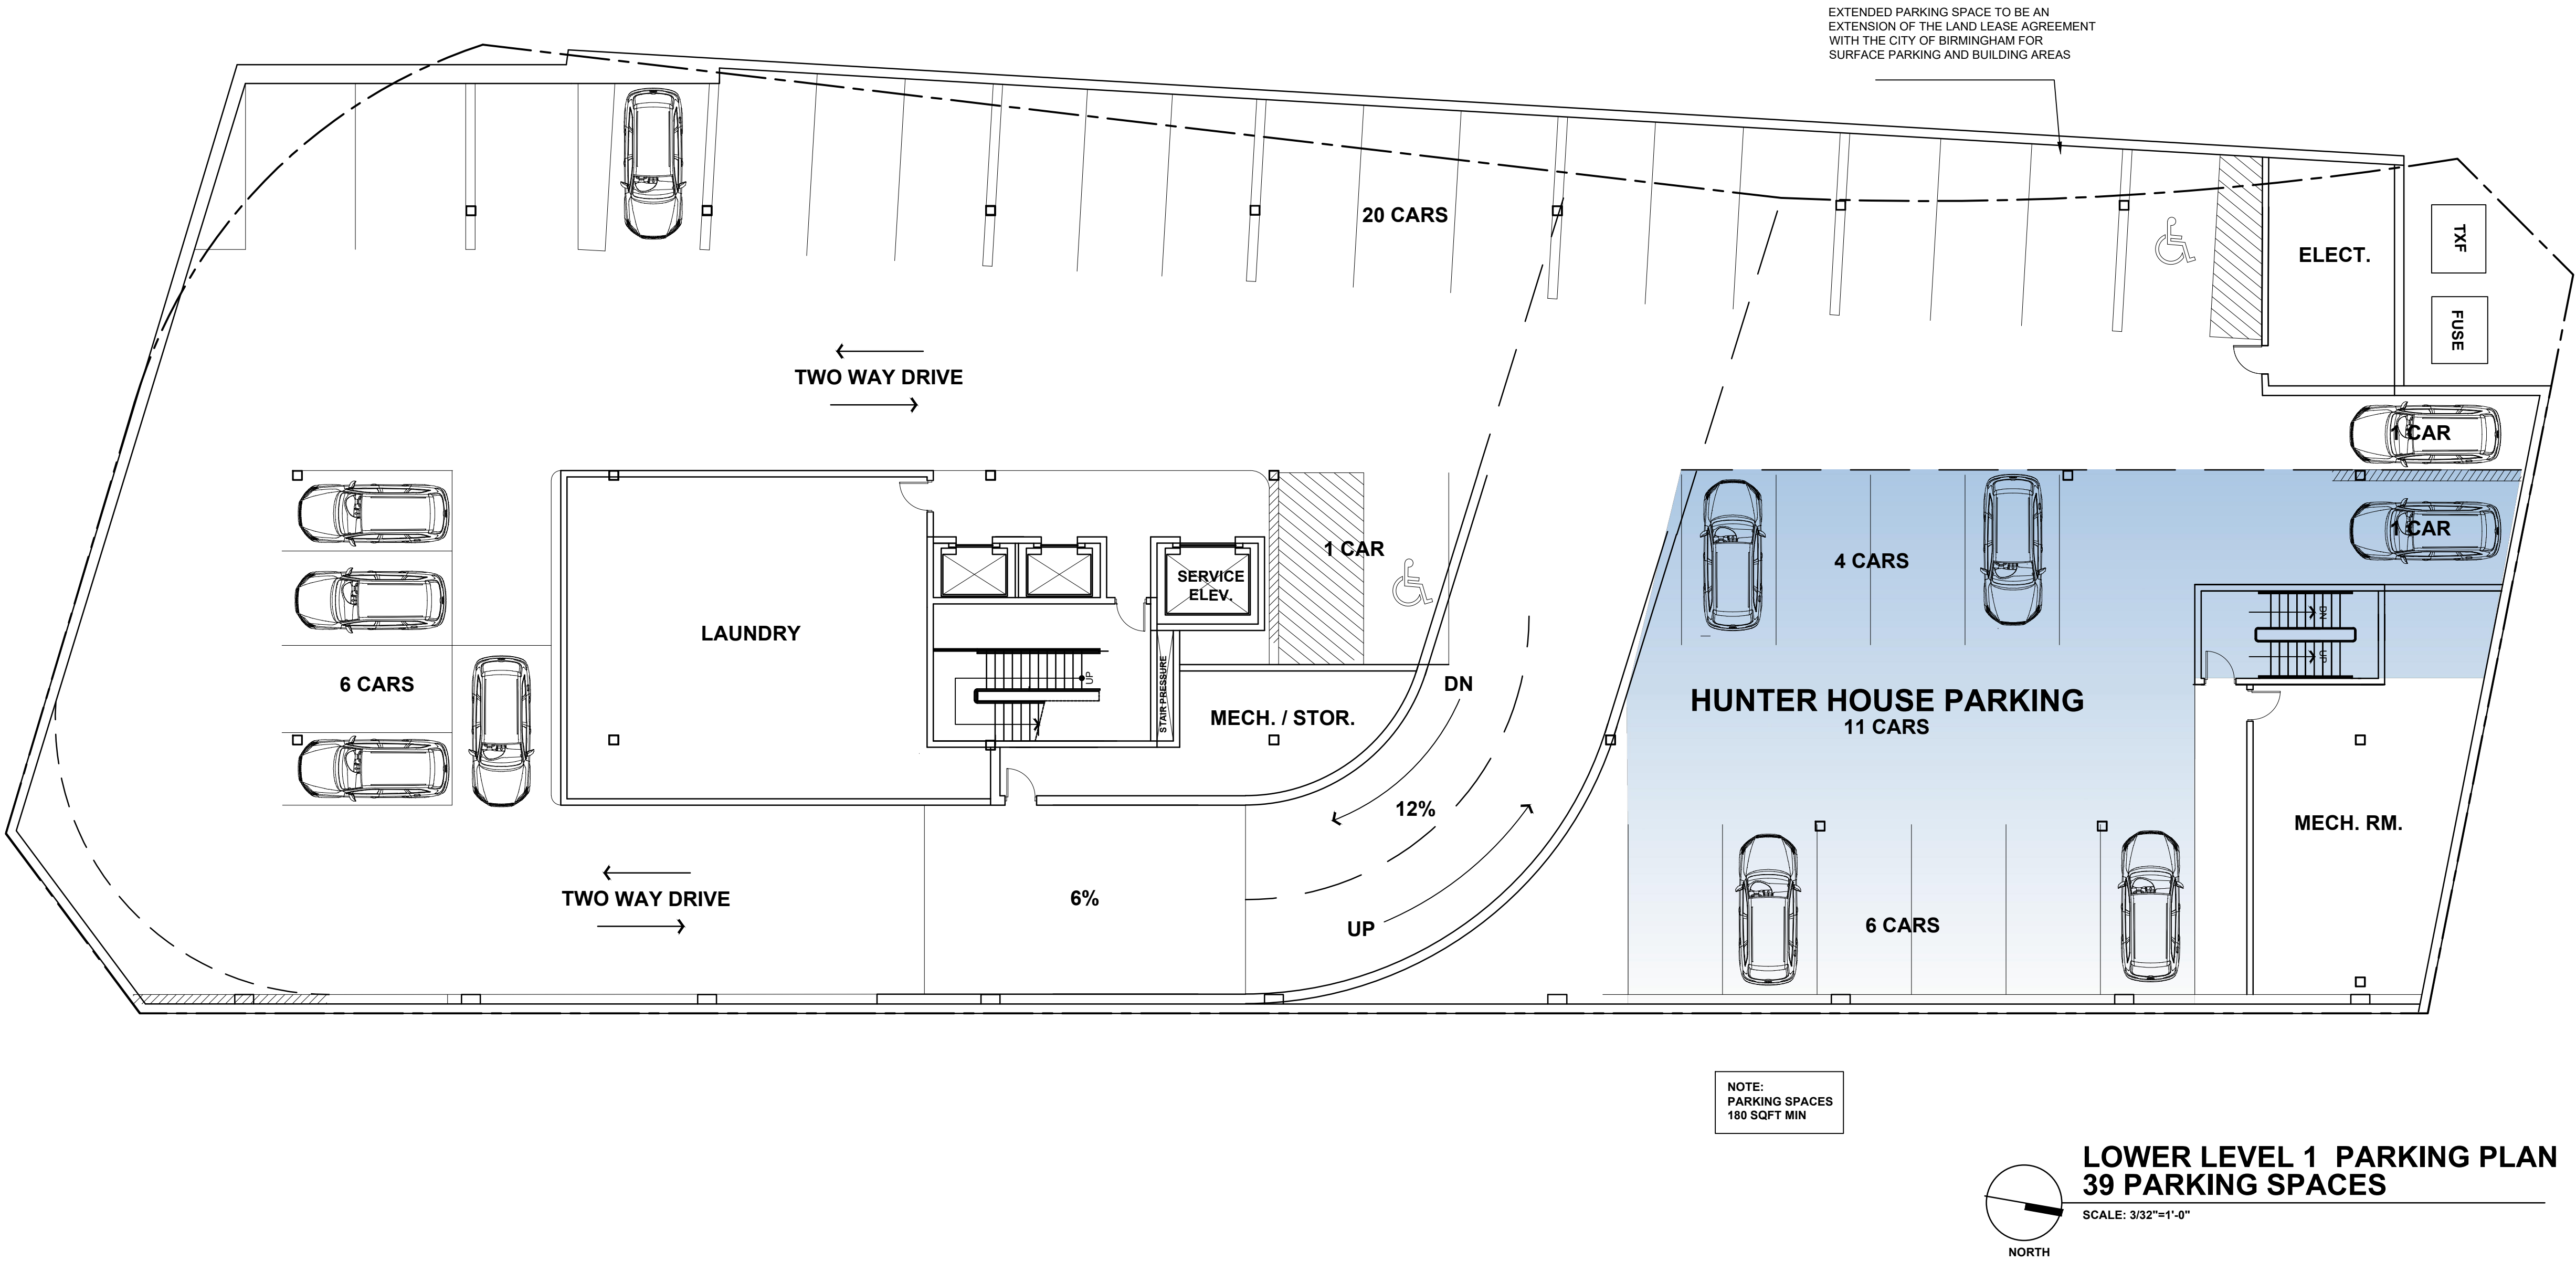 EXTENDED PARKING SPACE TO BE AN
EXTENSION OF THE LAND LEASE AGREEMENT
WITH THE CITY OF BIRMINGHAM FOR
SURFACE PARKING AND BUILDING AREAS
20 CARS
ELECT.
TXF
FUSE
TWO WAY DRIVE
1 CAR
1 CAR
1 CAR
4 CARS
SERVICE
ELEV.
LAUNDRY
DN
UP
UP
STAIR PRESSURE
6 CARS
DN
MECH. / STOR.
HUNTER HOUSE PARKING
11 CARS
12%
MECH. RM.
TWO WAY DRIVE
6%
UP
6 CARS
NOTE:
PARKING SPACES
180 SQFT MIN
LOWER LEVEL 1 PARKING PLAN
39 PARKING SPACES
SCALE: 3/32"=1'-0"
NORTH